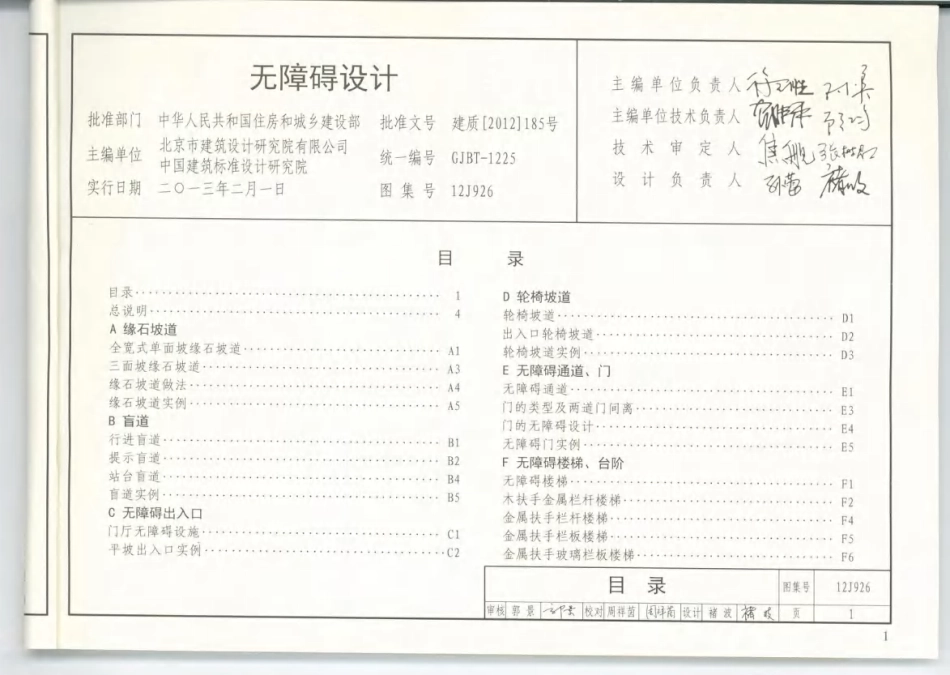 无障碍设计
批准部门 中华人民共和国住房和城乡建设部 批准文号 建质[2012]185号
主编单位 北京市建筑设计研究院有限公司
中国建筑标准设计研究院
统一编号 GJBT-1225
实行日期 二〇一三年二月一日 图集号 12J926
主编单位负责人
主编单位技术负责人
技术审定人
设计负责人
目 录
目录 1
总说明 4
A 缘石坡道
全宽式单面坡缘石坡道 A1
三面坡缘石坡道 A3
缘石坡道做法 A4
缘石坡道实例 A5
B 盲道
行进盲道 B1
提示盲道 B2
站台盲道 B4
盲道实例 B5
C 无障碍出入口
门厅无障碍设施 C1
平坡出入口实例 C2
D 轮椅坡道
轮椅坡道 D1
出入口轮椅坡道 D2
轮椅坡道实例 D3
E 无障碍通道、门
无障碍通道 E1
门的类型及两道门间离 E3
门的无障碍设计 E4
无障碍门实例 E5
F 无障碍楼梯、台阶
无障碍楼梯 F1
木扶手金属栏杆楼梯 F2
金属扶手栏杆楼梯 F4
金属扶手栏板楼梯 F5
金属扶手玻璃栏板楼梯 F6
目 录 图集号 12J926
审核 郭景 校对 周祥茵 设计 褚波 褚波 页 1
1